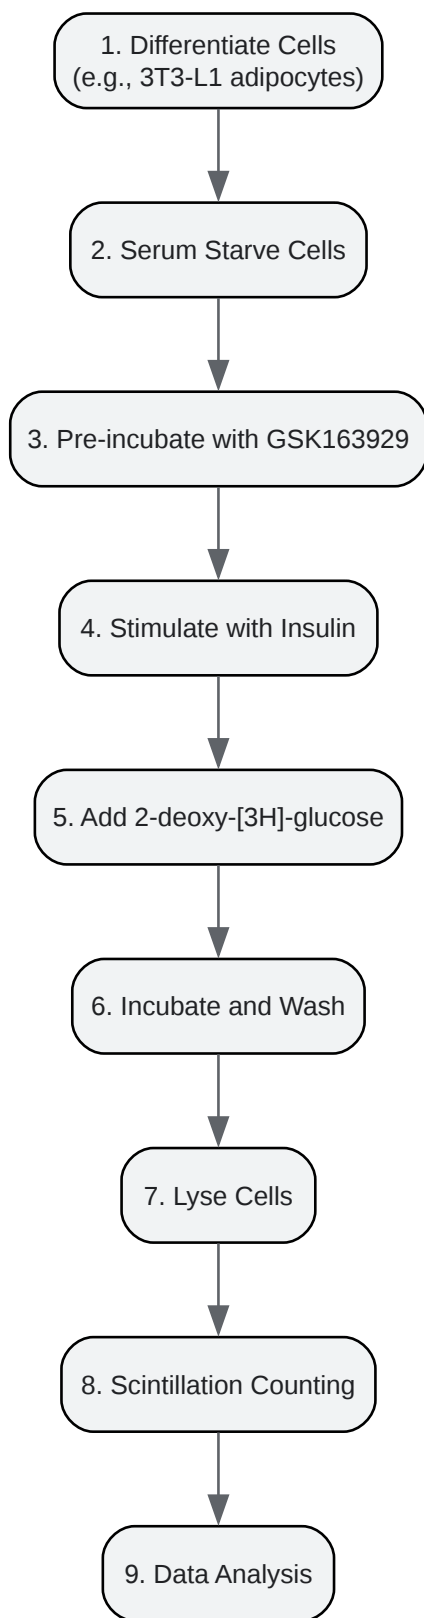 1. Differentiate Cells
(e.g., 3T3-L1 adipocytes)
2. Serum Starve Cells
3. Pre-incubate with GSK163929
4. Stimulate with Insulin
5. Add 2-deoxy-[3H]-glucose
6. Incubate and Wash
7. Lyse Cells
8. Scintillation Counting
9. Data Analysis